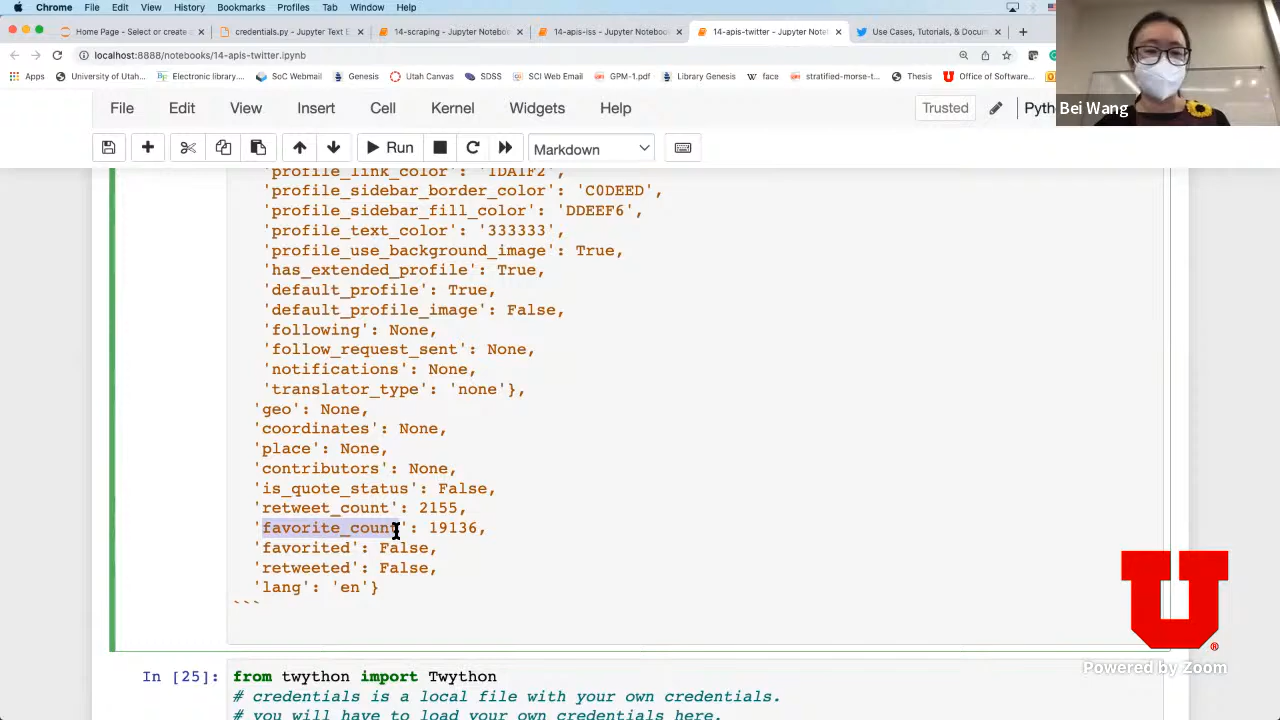 Chrome File Edit View History Bookmarks Profiles Tab Window Help
Home Page - Select or create a
credentials.py - Jupyter Text E
14-scraping - Jupyter Notebook
14-apis-iss - Jupyter Notebook
14-apis-twitter - Jupyter Note
Use Cases, Tutorials, & Docum
localhost:8888/notebooks/14-apis-twitter.ipynb
Apps University of Utah... Electronic library,... SoC Webmail Genesis Utah Canvas SDSS SCI Web Email GPM-1.pdf Library Genesis face stratified-morse-t... Thesis Office of Software...
File Edit View Insert Cell Kernel Widgets Help Trusted
Run Markdown
Bei Wang
'profile_link_color': '1DA1F2',
'profile_sidebar_border_color': 'C0DEED',
'profile_sidebar_fill_color': 'DDEEF6',
'profile_text_color': '333333',
'profile_use_background_image': True,
'has_extended_profile': True,
'default_profile': True,
'default_profile_image': False,
'following': None,
'follow_request_sent': None,
'notifications': None,
'translator_type': 'none'},
'geo': None,
'coordinates': None,
'place': None,
'contributors': None,
'is_quote_status': False,
'retweet_count': 2155,
'favorite_count': 19136,
'favorited': False,
'retweeted': False,
'lang': 'en'}
```
In [25]: from twython import Twython
# credentials is a local file with your own credentials.
# you will have to load your own credentials here.
U
®
Powered by Zoom